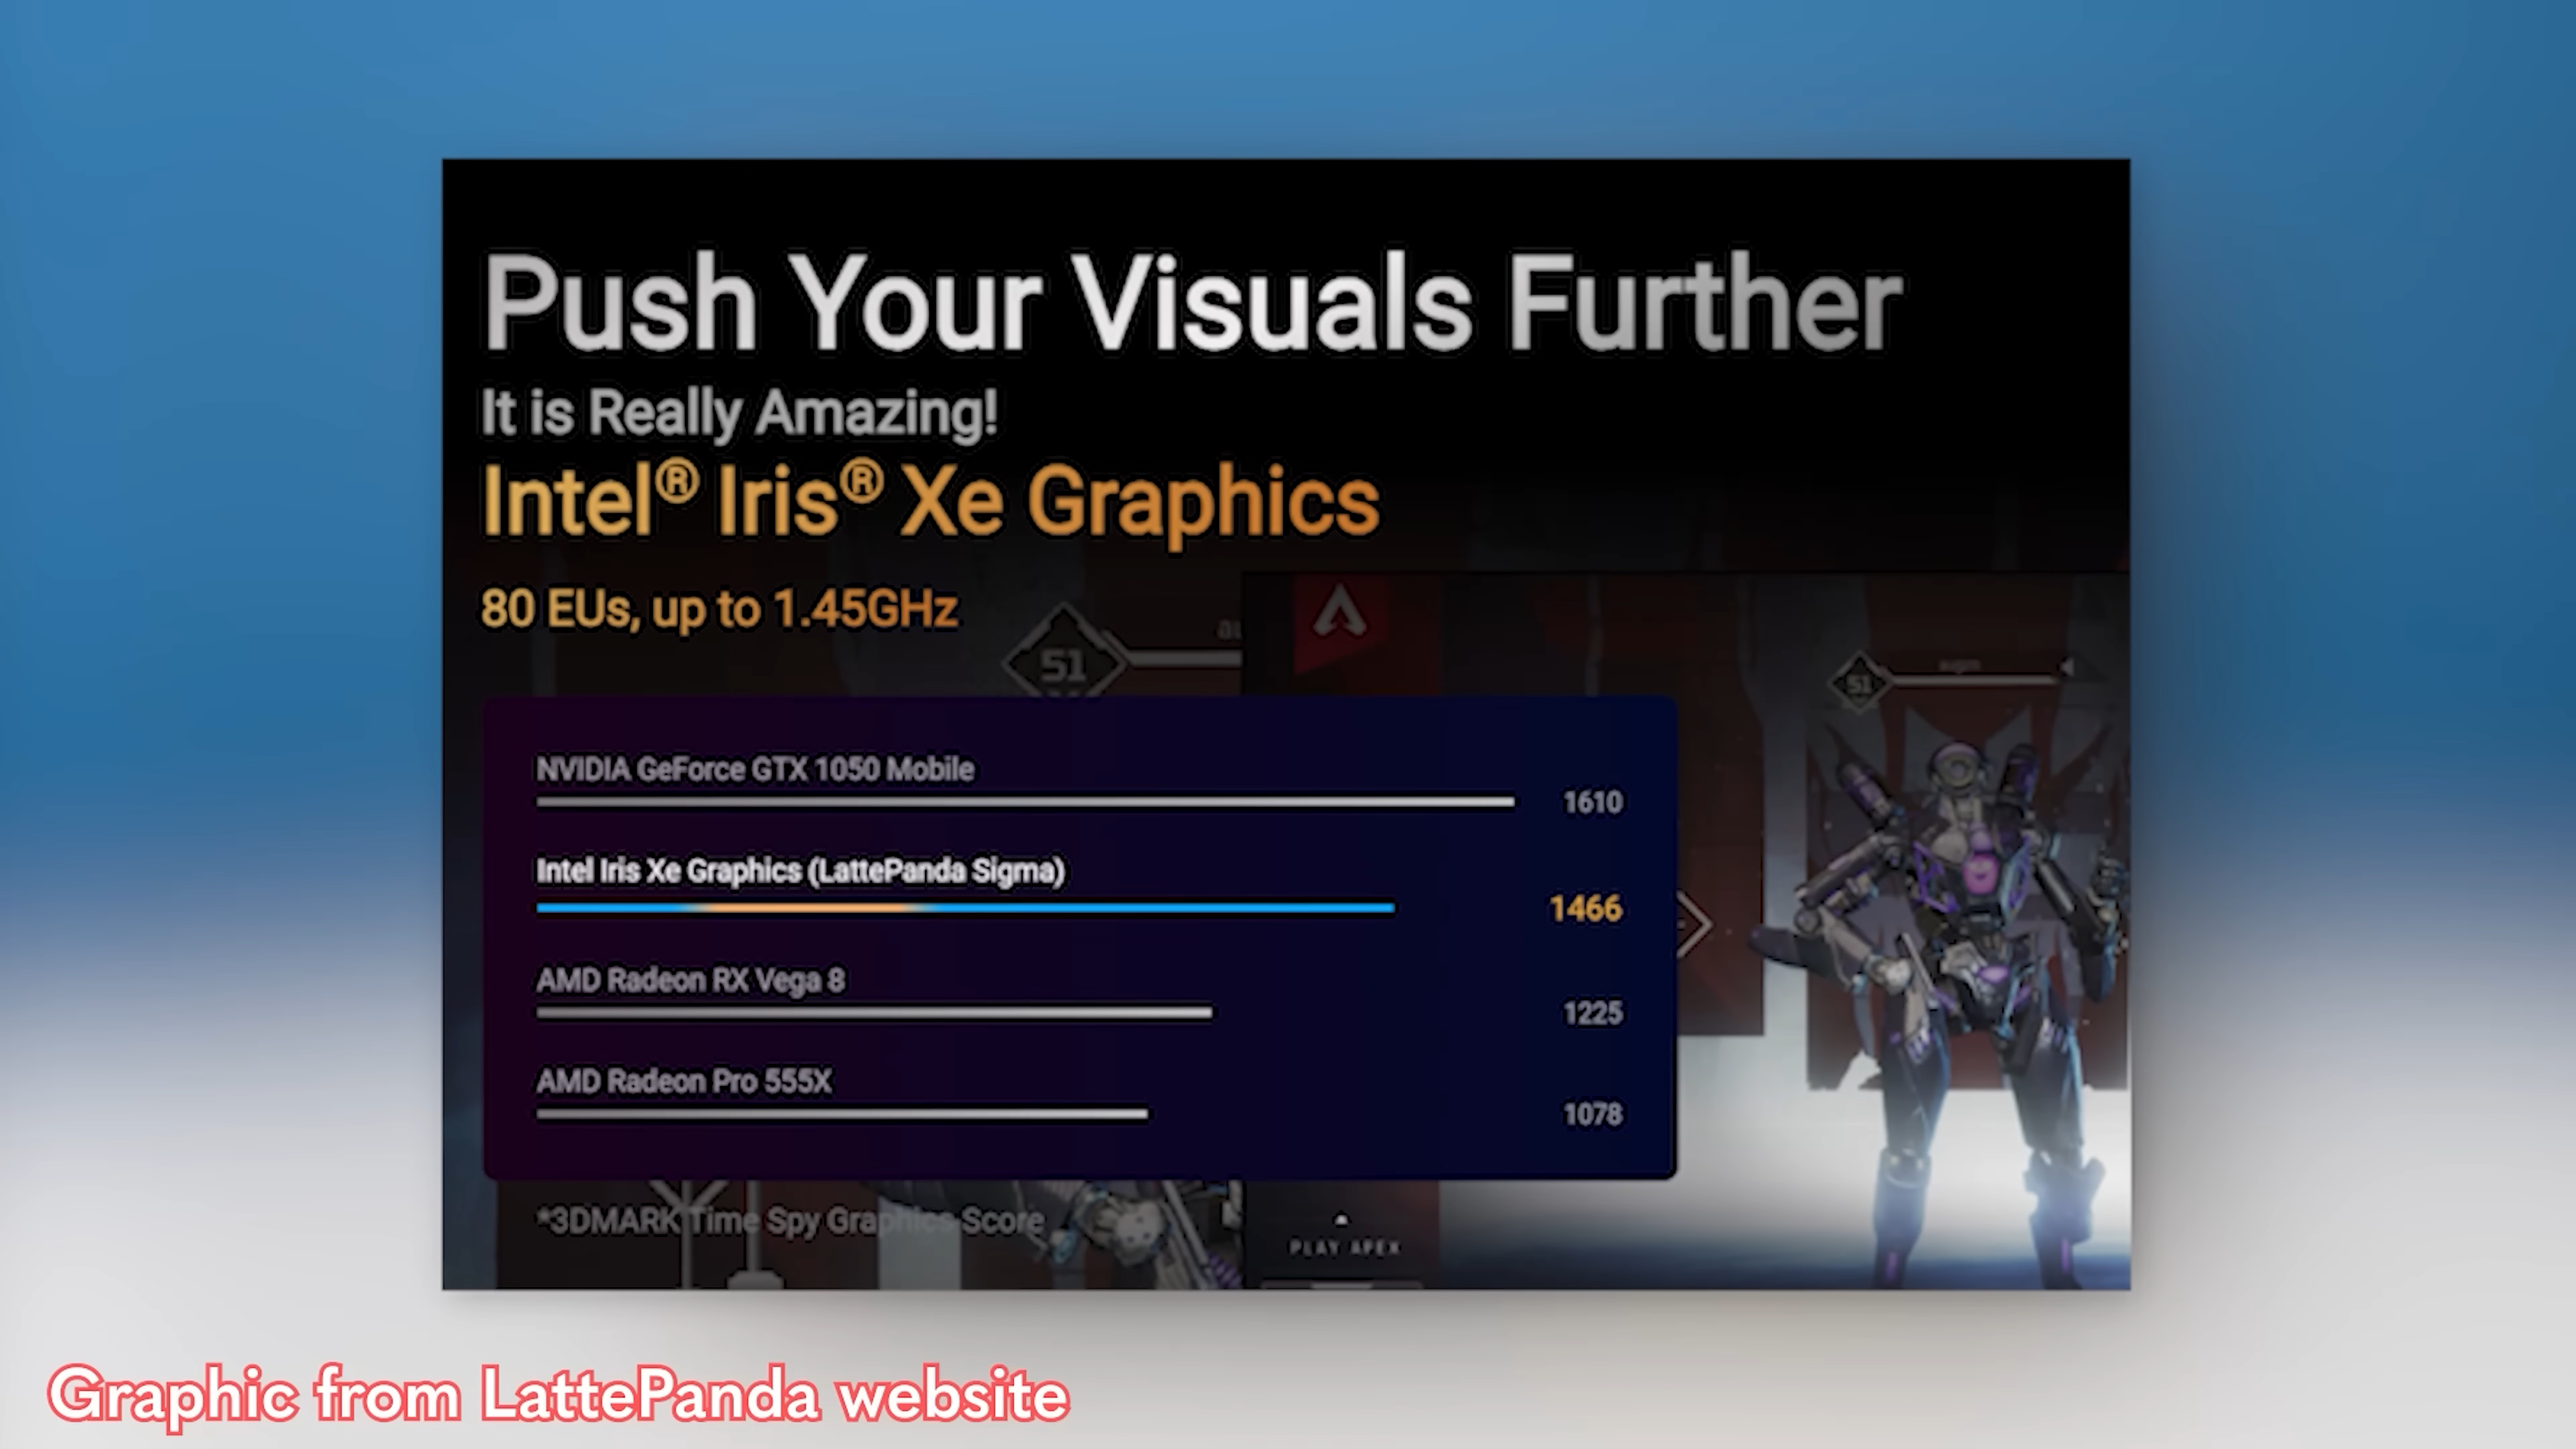 Push Your Visuals Further
It is Really Amazing!
Intel® Iris® Xe Graphics
80 EUs, up to 1.45GHz
51
51
NVIDIA GeForce GTX 1050 Mobile
1610
Intel Iris Xe Graphics (LattePanda Sigma)
1466
AMD Radeon RX Vega 8
1225
AMD Radeon Pro 555X
1078
*3DMARK Time Spy Graphics Score
PLAY APEX
Graphic from LattePanda website